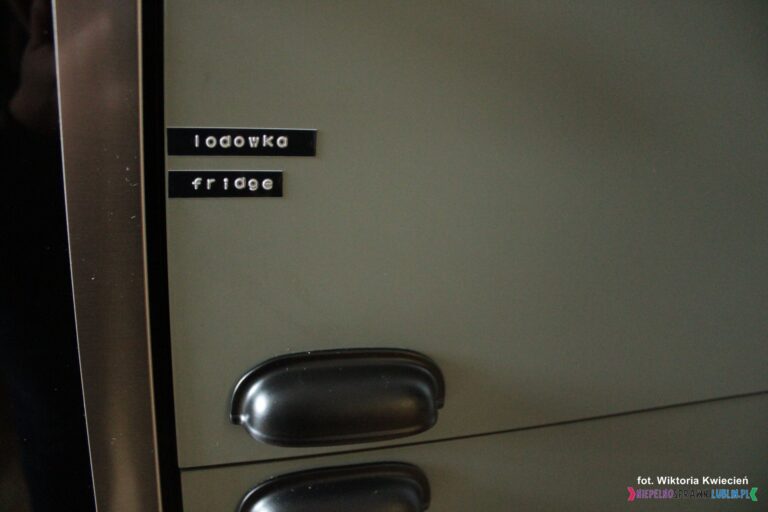 lodowka
fridge
fot. Wiktoria Kwiecień
NIEPELNOSPRAWNI.LUBLIN.PL